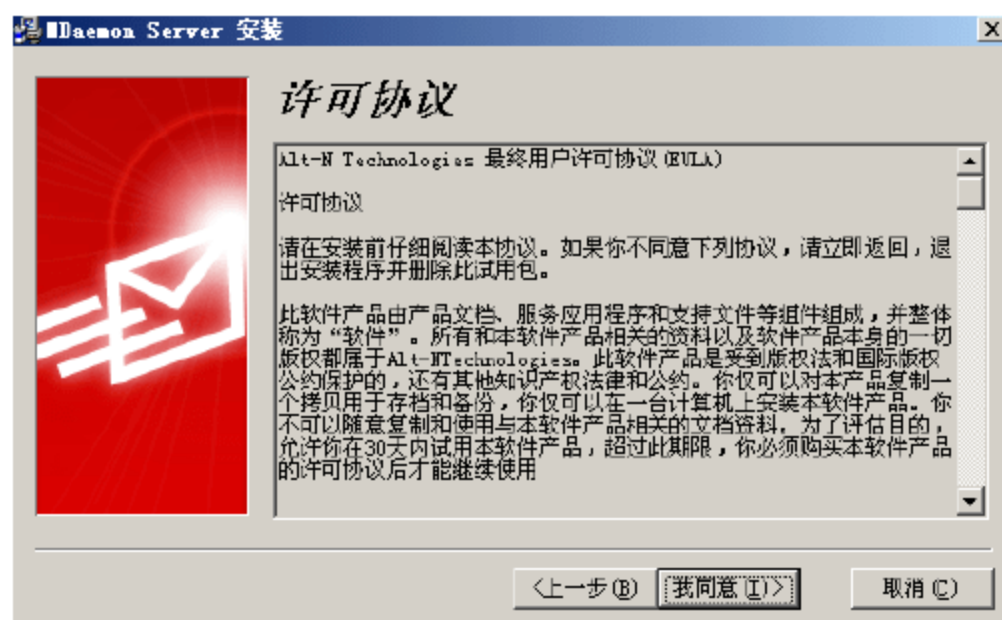 MDaemon Server 安装
许可协议
Alt-N Technologies 最终用户许可协议(EULA)
许可协议
请在安装前仔细阅读本协议。如果你不同意下列协议，请立即返回，退
出安装程序并删除此试用包。
此软件产品由产品文档、服务应用程序和支持文件等组件组成，并整体
称为“软件”。所有和本软件产品相关的资料以及软件产品本身的一切
版权都属于Alt-NTechnologies。此软件产品是受到版权法和国际版权
公约保护的，还有其他知识产权法律和公约。你仅可以对本产品复制一
个拷贝用于存档和备份，你仅可以在一台计算机上安装本软件产品。你
不可以随意复制和使用与本软件产品相关的文档资料。为了评估目的，
允许你在30天内试用本软件产品，超过此期限，你必须购买本软件产品
的许可协议后才能继续使用
<上一步(B) 我同意(I)> 取消(C)